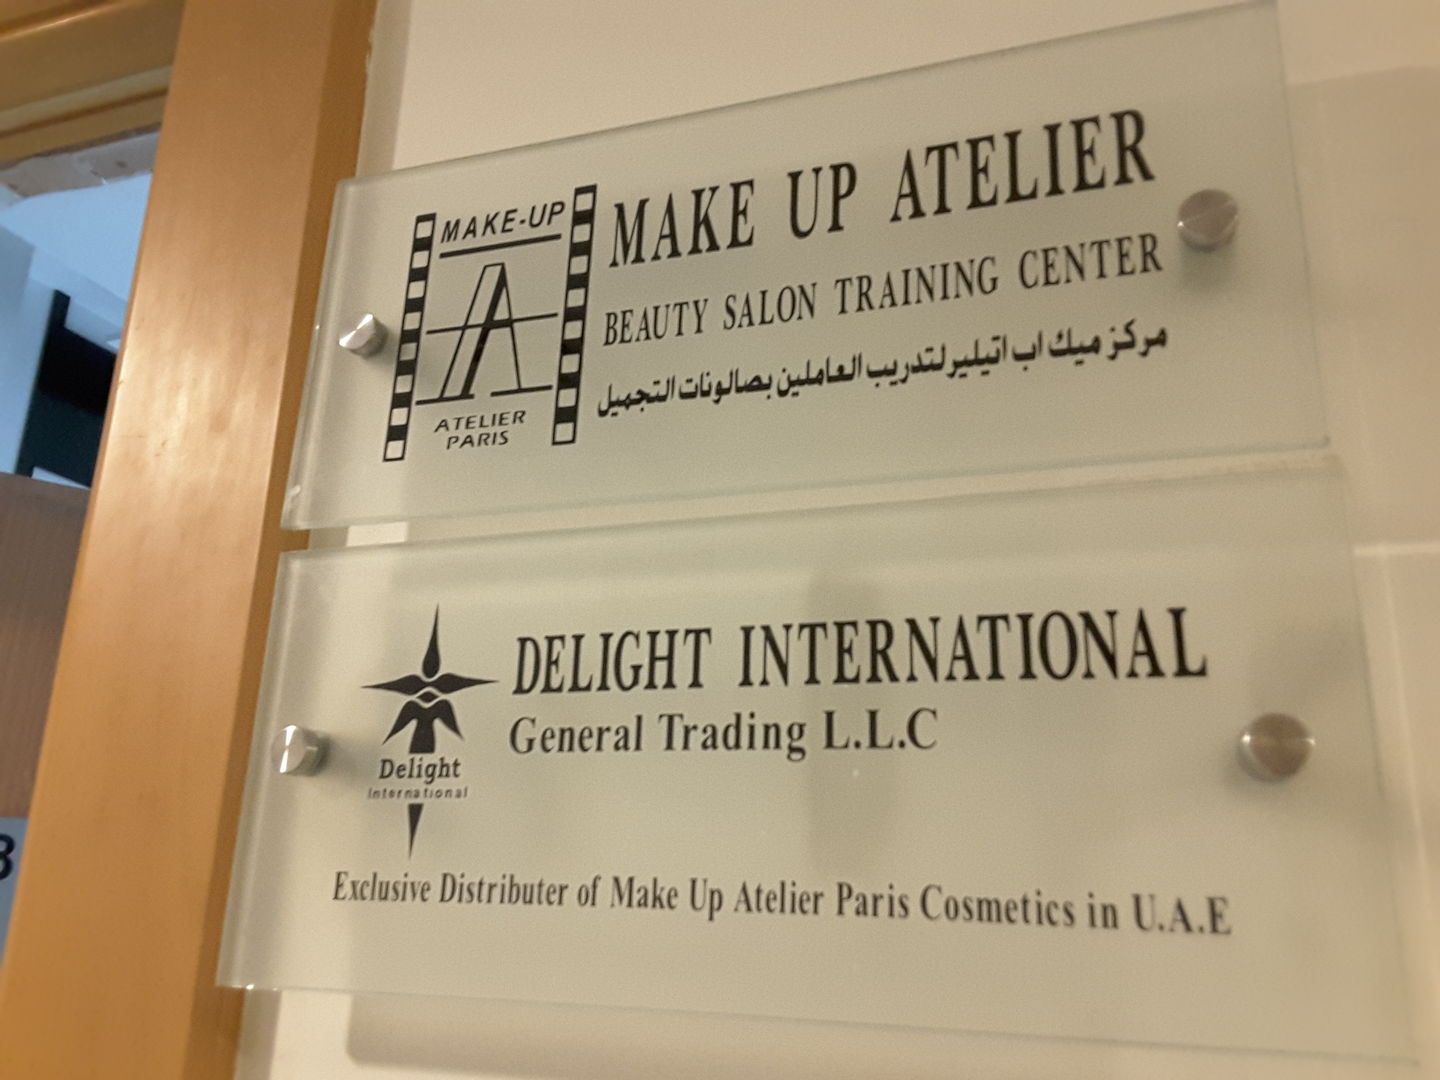 MAKE-UP
ATELIER
PARIS
MAKE UP ATELIER
BEAUTY SALON TRAINING CENTER
مركز ميك اب اتيلير لتدريب العاملين بصالونات التجميل
DELIGHT INTERNATIONAL
General Trading L.L.C
Delight
International
Exclusive Distributer of Make Up Atelier Paris Cosmetics in U.A.E